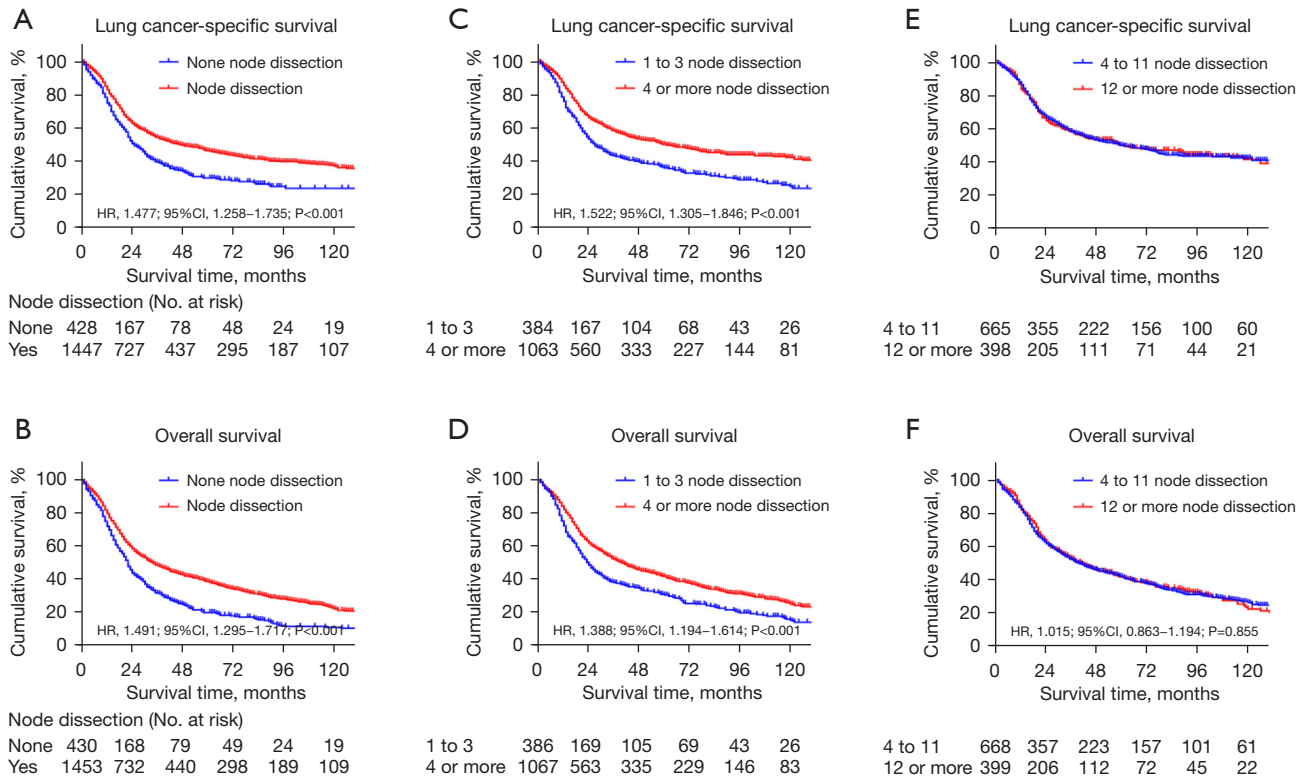 A
Lung cancer-specific survival
None node dissection
Node dissection
Cumulative survival, %
100
80
60
40
20
0
HR, 1.477; 95%CI, 1.258−1.735; P<0.001
0 24 48 72 96 120
Survival time, months
Node dissection (No. at risk)
None 428 167 78 48 24 19
Yes 1447 727 437 295 187 107
C
Lung cancer-specific survival
1 to 3 node dissection
4 or more node dissection
Cumulative survival, %
100
80
60
40
20
0
HR, 1.522; 95%CI, 1.305−1.846; P<0.001
0 24 48 72 96 120
Survival time, months
1 to 3 384 167 104 68 43 26
4 or more 1063 560 333 227 144 81
E
Lung cancer-specific survival
4 to 11 node dissection
12 or more node dissection
Cumulative survival, %
100
80
60
40
20
0
0 24 48 72 96 120
Survival time, months
4 to 11 665 355 222 156 100 60
12 or more 398 205 111 71 44 21
B
Overall survival
None node dissection
Node dissection
Cumulative survival, %
100
80
60
40
20
0
HR, 1.491; 95%CI, 1.295−1.717; P<0.001
0 24 48 72 96 120
Survival time, months
Node dissection (No. at risk)
None 430 168 79 49 24 19
Yes 1453 732 440 298 189 109
D
Overall survival
1 to 3 node dissection
4 or more node dissection
Cumulative survival, %
100
80
60
40
20
0
HR, 1.388; 95%CI, 1.194−1.614; P<0.001
0 24 48 72 96 120
Survival time, months
1 to 3 386 169 105 69 43 26
4 or more 1067 563 335 229 146 83
F
Overall survival
4 to 11 node dissection
12 or more node dissection
Cumulative survival, %
100
80
60
40
20
0
HR, 1.015; 95%CI, 0.863−1.194; P=0.855
0 24 48 72 96 120
Survival time, months
4 to 11 668 357 223 157 101 61
12 or more 399 206 112 72 45 22